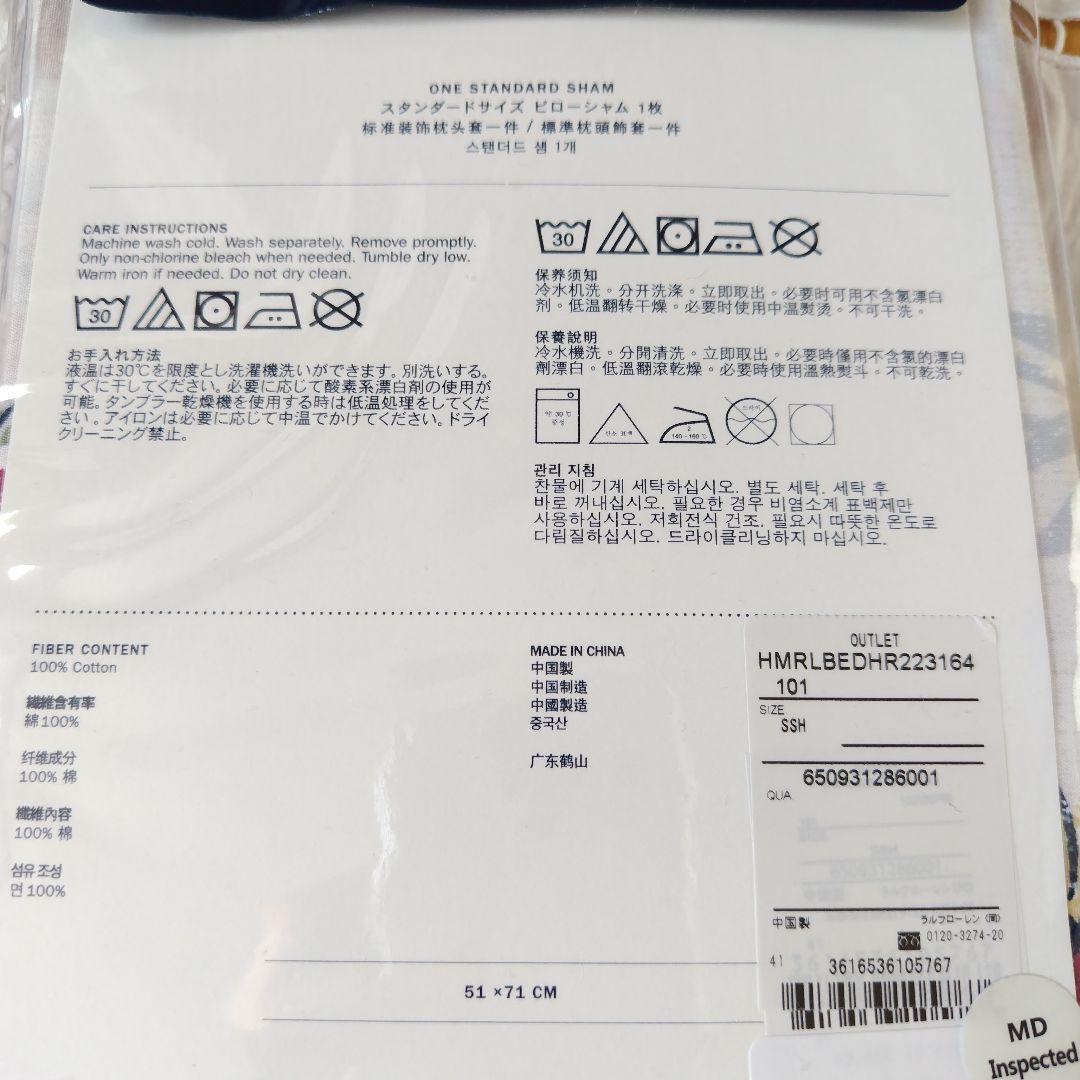 ONE STANDARD SHAM
スタンダードサイズ ピローシャム 1枚
标准装饰枕头套一件 / 標準枕頭飾套一件
스탠더드 샘 1개
CARE INSTRUCTIONS
Machine wash cold. Wash separately. Remove promptly.
Only non-chlorine bleach when needed. Tumble dry low.
Warm iron if needed. Do not dry clean.
30
お手入れ方法
液温は30℃を限度とし洗濯機洗いができます。別洗いする。
すぐに干してください。必要に応じて酸素系漂白剤の使用が
可能。タンブラー乾燥機を使用する時は低温処理をしてくだ
さい。アイロンは必要に応じて中温でかけてください。ドライ
クリーニング禁止。
30
保养须知
冷水机洗。分开洗涤。立即取出。必要时可用不含氯漂白
剂。低温翻转干燥。必要时使用中温熨烫。不可干洗。
保養說明
冷水機洗。分開清洗。立即取出。必要時僅用不含氯的漂白
劑漂白。低溫翻滾乾燥。必要時使用溫熱熨斗。不可乾洗。
약 30℃
중성
산소 표백
2
140~160℃
드라이
관리 지침
찬물에 기계 세탁하십시오. 별도 세탁. 세탁 후
바로 꺼내십시오. 필요한 경우 비염소계 표백제만
사용하십시오. 저회전식 건조. 필요시 따뜻한 온도로
다림질하십시오. 드라이클리닝하지 마십시오.
FIBER CONTENT
100% Cotton
繊維含有率
綿100%
纤维成分
100% 棉
纖維內容
100% 棉
섬유 조성
면 100%
MADE IN CHINA
中国製
中国制造
中國製造
중국산
广东鹤山
51 ×71 CM
OUTLET
HMRLBEDHR223164
101
SIZE
SSH
650931286001
QUA
中国製
ラルフローレン（同）
0120-3274-20
41
3616536105767
MD
Inspected